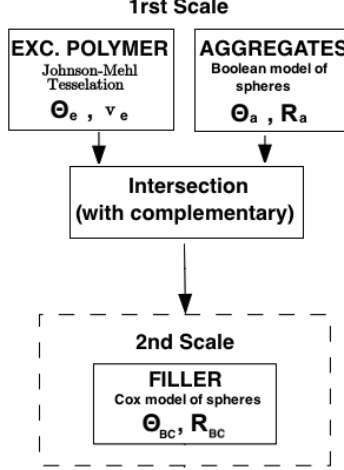 1rst Scale
EXC. POLYMER
Johnson-Mehl
Tesselation
Θe , ve
AGGREGATES
Boolean model of
spheres
Θa , Ra
Intersection
(with complementary)
2nd Scale
FILLER
Cox model of spheres
ΘBC, RBC